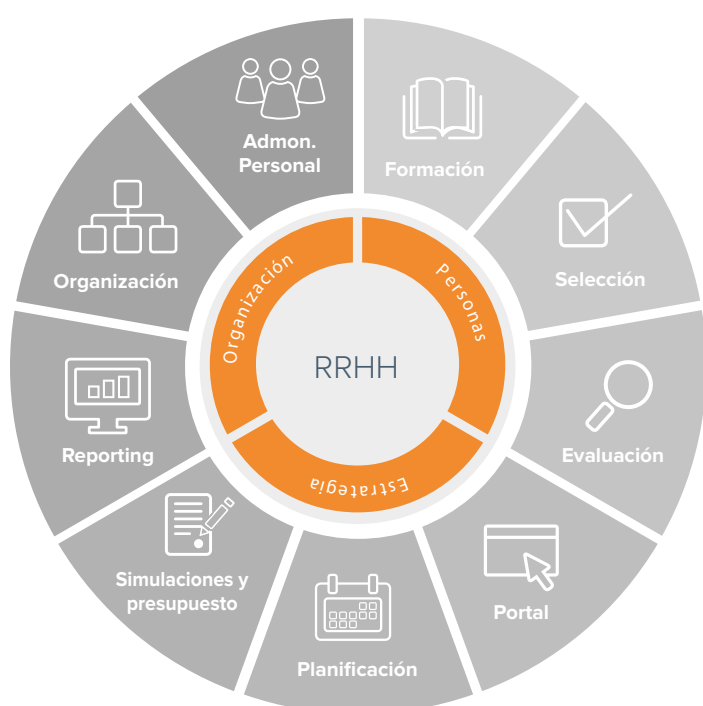 Admon.
Personal
Formación
Selección
Evaluación
Portal
Planificación
Simulaciones y
presupuesto
Reporting
Organización
Organización
Personas
Estrategia
RRHH